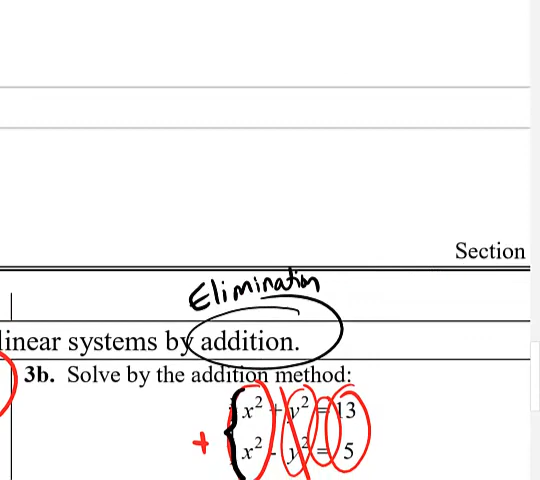 Section
Elimination
linear systems by addition.
3b. Solve by the addition method:
x² + y² = 13
+
x² - y² = 5